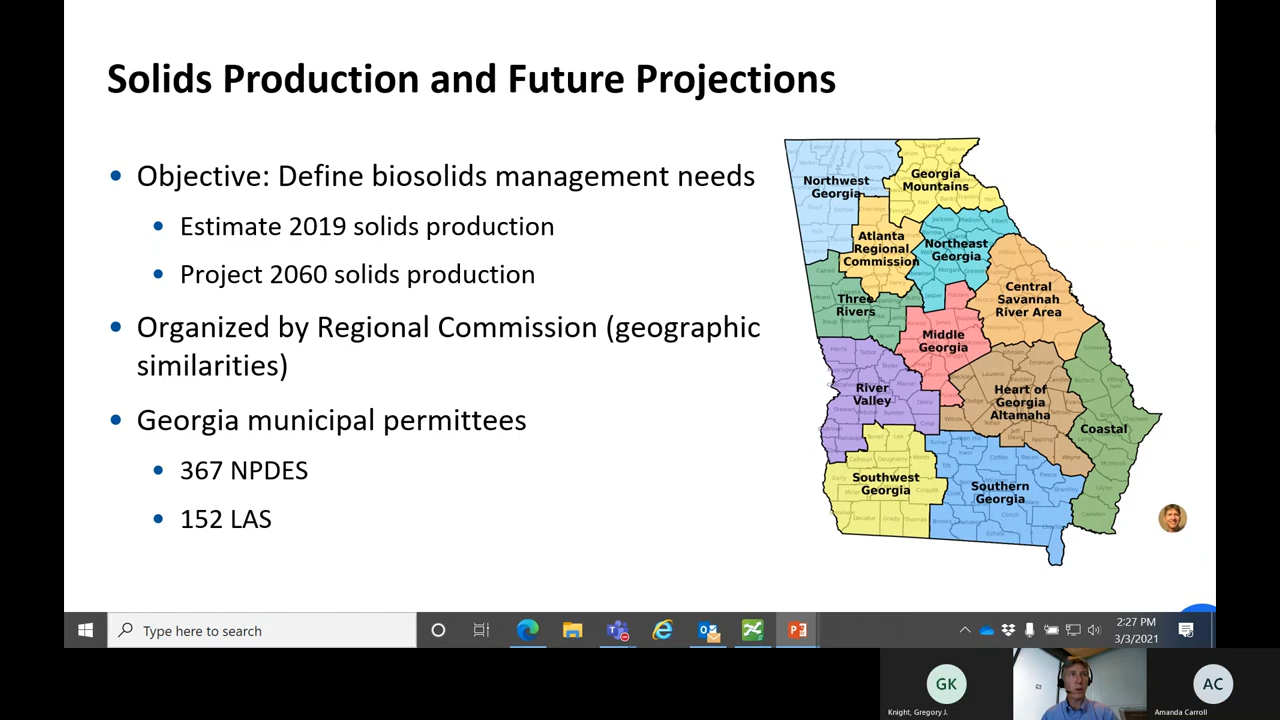 Solids Production and Future Projections
Objective: Define biosolids management needs
Estimate 2019 solids production
Project 2060 solids production
Organized by Regional Commission (geographic
similarities)
Georgia municipal permittees
367 NPDES
152 LAS
Northwest
Georgia
Georgia
Mountains
Atlanta
Regional
Commission
Northeast
Georgia
Three
Rivers
Central
Savannah
River Area
Middle
Georgia
River
Valley
Heart of
Georgia
Altamaha
Coastal
Southwest
Georgia
Southern
Georgia
Type here to search
2:27 PM
3/3/2021
GK
Knight, Gregory J.
AC
Amanda Carroll